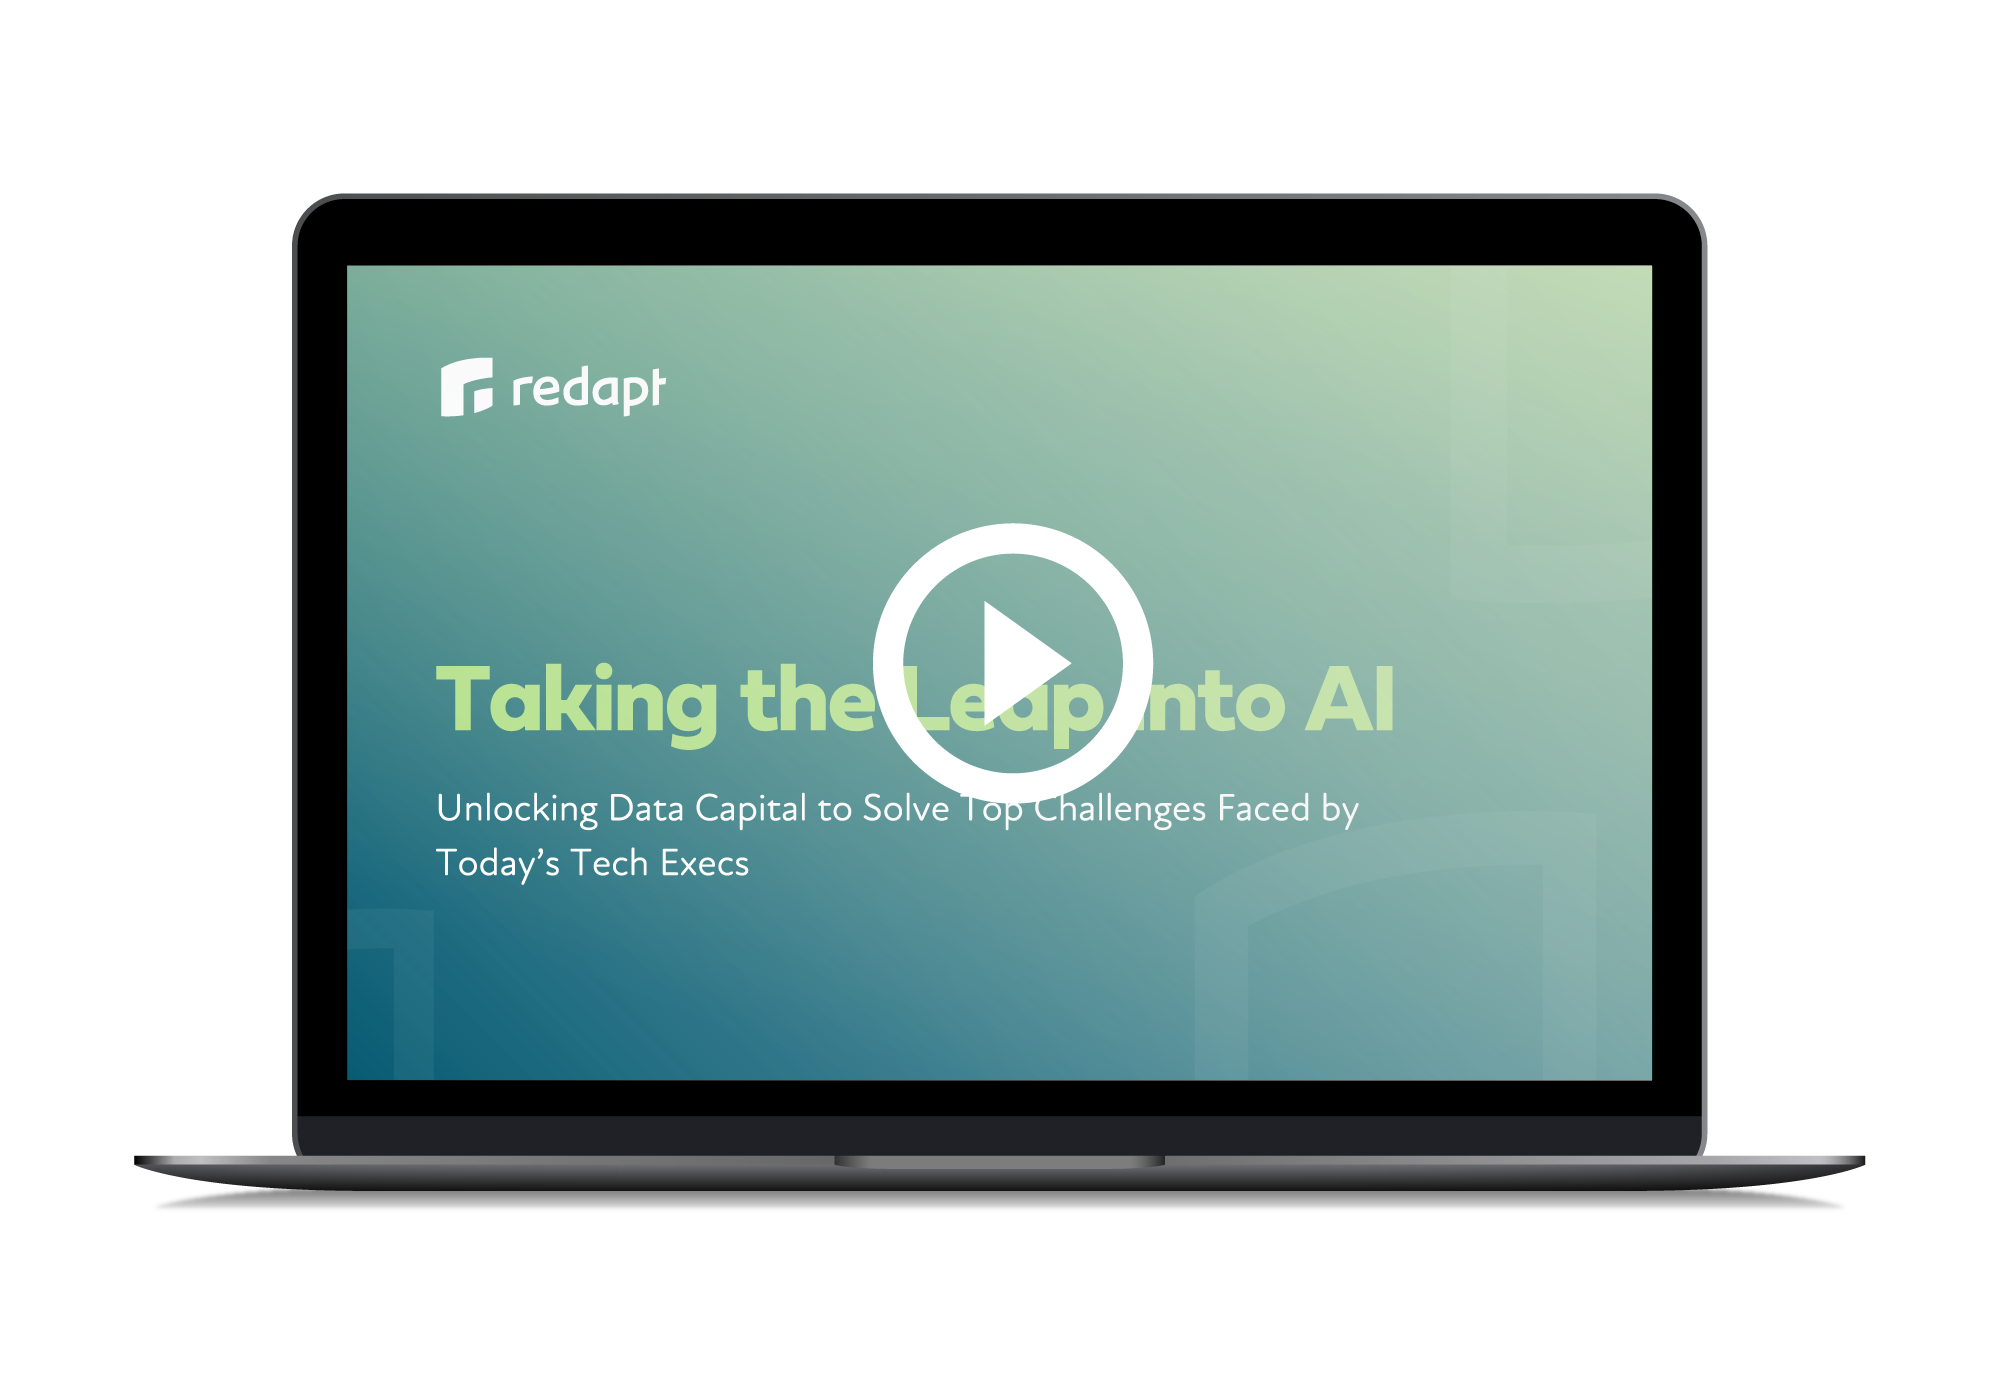 redapt
Taking the Leap into AI
Unlocking Data Capital to Solve Top Challenges Faced by
Today’s Tech Execs